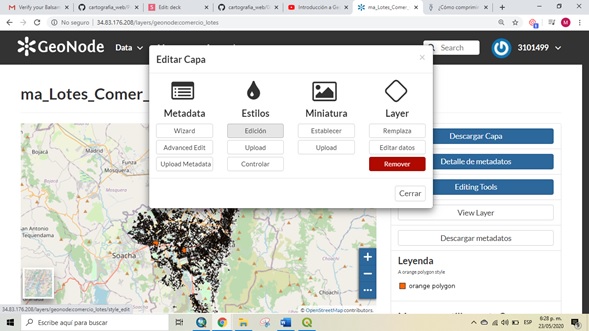 Verify your Balsa
cartografia_web/
Edit deck
cartografia_web/B
Introducción a Ge
ma_Lotes_Comer_
¿Cómo comprimi
No seguro | 34.83.176.208/layers/geonode:comercio_lotes
GeoNode
Data
Search
3101499
ma_Lotes_Comer_
Editar Capa
×
Metadata
Estilos
Miniatura
Layer
Wizard
Edición
Establecer
Remplaza
Advanced Edit
Upload
Upload
Editar datos
Upload Metadata
Controlar
Remover
Cerrar
Descargar Capa
Detalle de metadatos
Editing Tools
View Layer
Descargar metadatos
Leyenda
A orange polygon style
orange polygon
Bojacá
Madrid
Funza
Mosquera
San Antonio
del
Tequendama
Soacha
+
−
...
© OpenStreetMap contributors
34.83.176.208/layers/geonode:comercio_lotes/style_edit
Escribe aquí para buscar
ESP
6:28 p. m.
23/05/2020